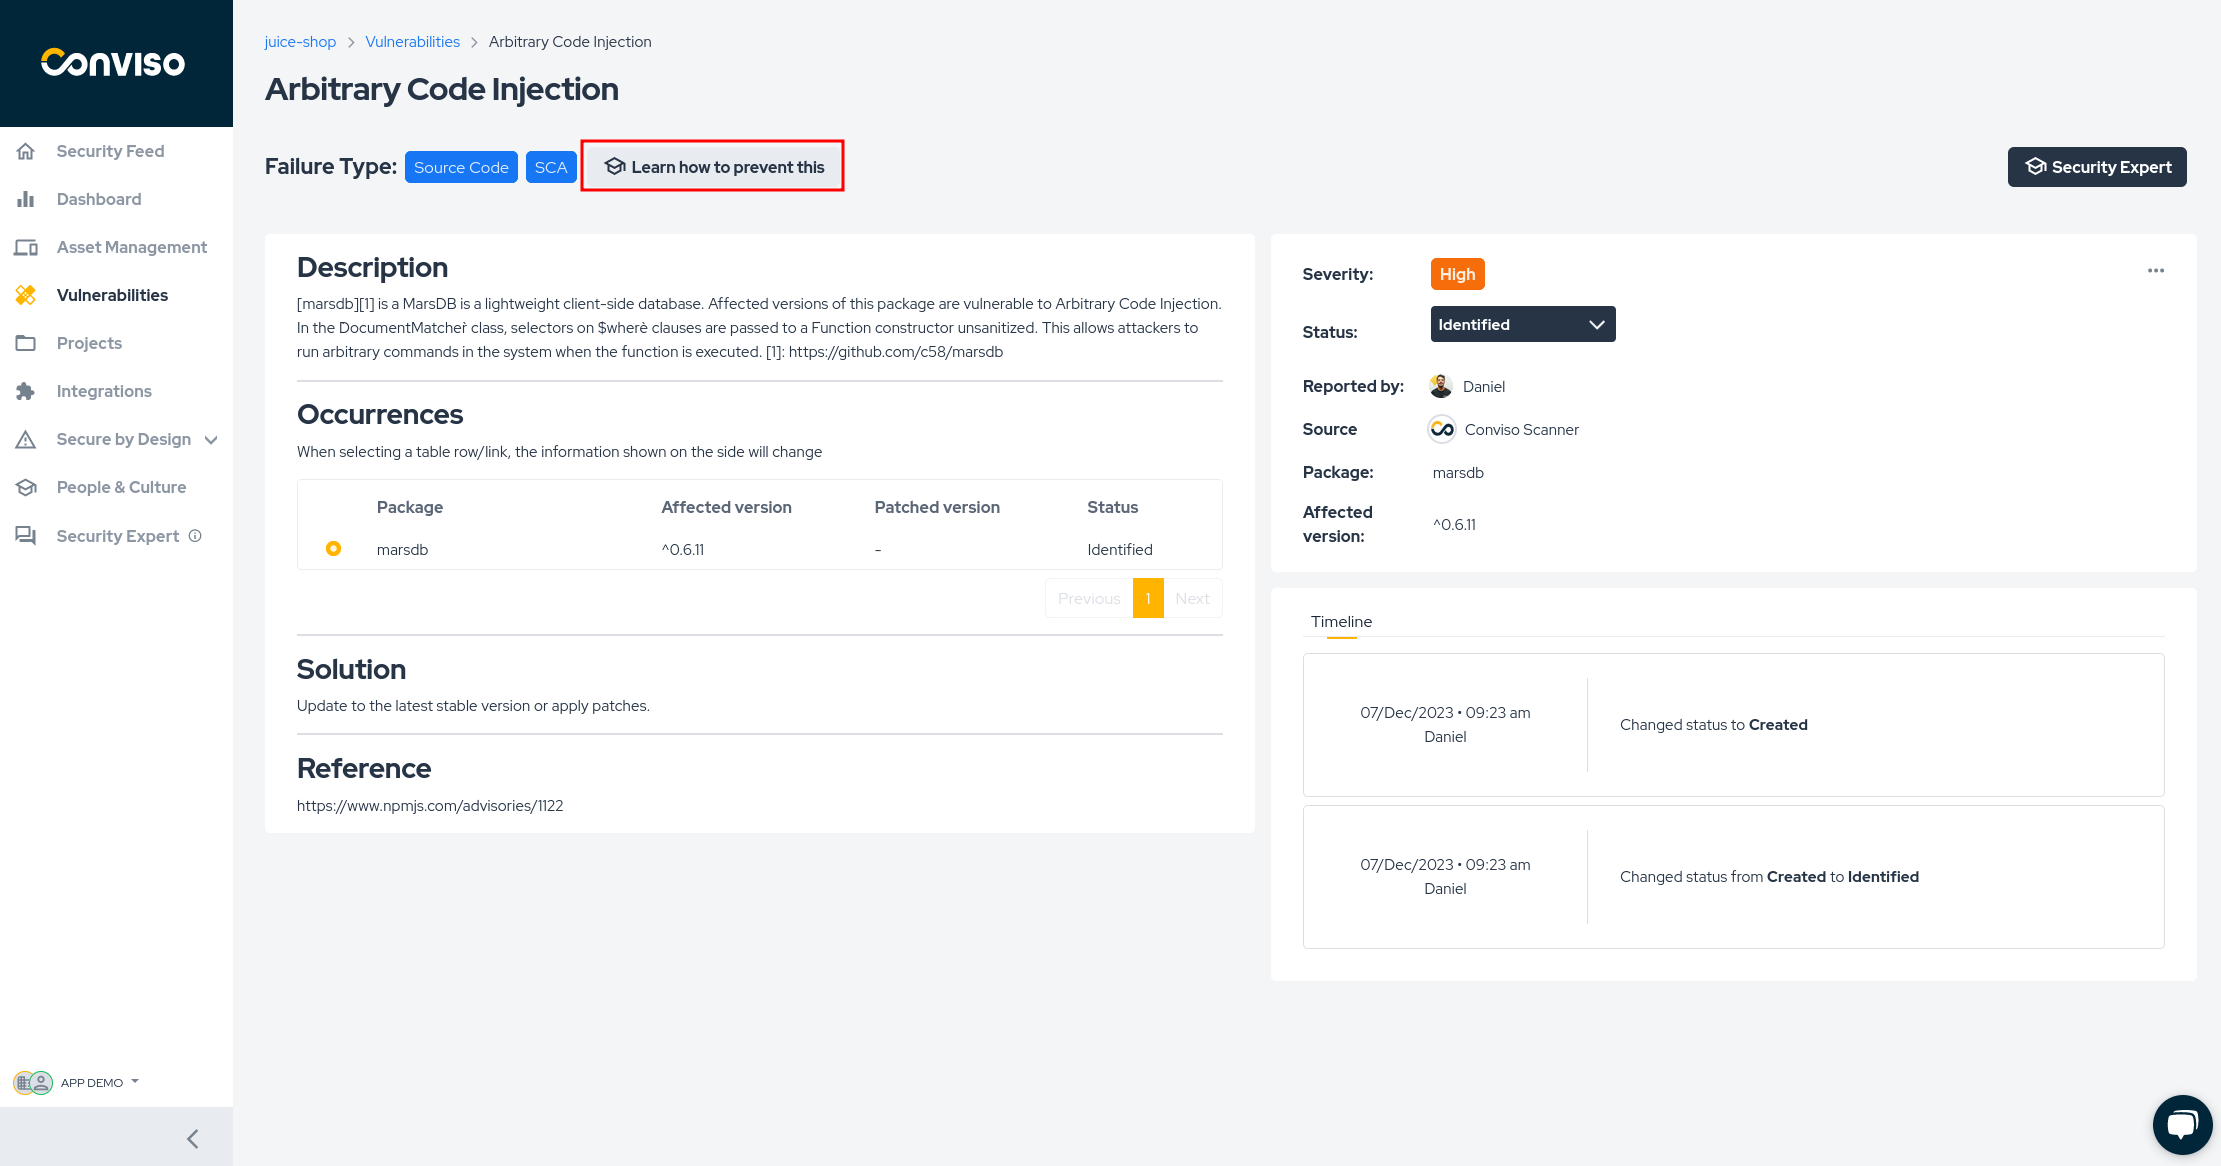 CONVISO
Security Feed
Dashboard
Asset Management
Vulnerabilities
Projects
Integrations
Secure by Design
People & Culture
Security Expert
APP DEMO
juice-shop > Vulnerabilities > Arbitrary Code Injection
Arbitrary Code Injection
Failure Type: Source Code SCA Learn how to prevent this
Security Expert
Description
[marsdb][1] is a MarsDB is a lightweight client-side database. Affected versions of this package are vulnerable to Arbitrary Code Injection.
In the DocumentMatcher̀ class, selectors on $wherè clauses are passed to a Function constructor unsanitized. This allows attackers to
run arbitrary commands in the system when the function is executed. [1]: https://github.com/c58/marsdb
Occurrences
When selecting a table row/link, the information shown on the side will change
Package Affected version Patched version Status
marsdb ^0.6.11 - Identified
Previous 1 Next
Solution
Update to the latest stable version or apply patches.
Reference
https://www.npmjs.com/advisories/1122
Severity: High
Status: Identified
Reported by: Daniel
Source Conviso Scanner
Package: marsdb
Affected
version: ^0.6.11
Timeline
07/Dec/2023 • 09:23 am
Daniel
Changed status to Created
07/Dec/2023 • 09:23 am
Daniel
Changed status from Created to Identified